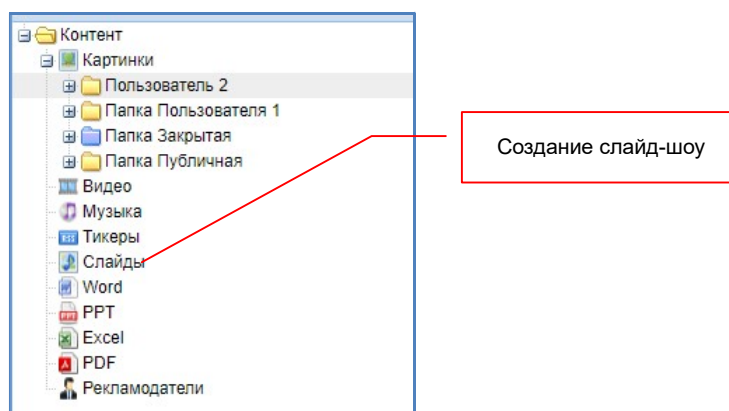 Контент
Картинки
Пользователь 2
Папка Пользователя 1
Папка Закрытая
Папка Публичная
Видео
Музыка
RSS Тикеры
Слайды
Word
PPT
Excel
PDF
Рекламодатели
Создание слайд-шоу